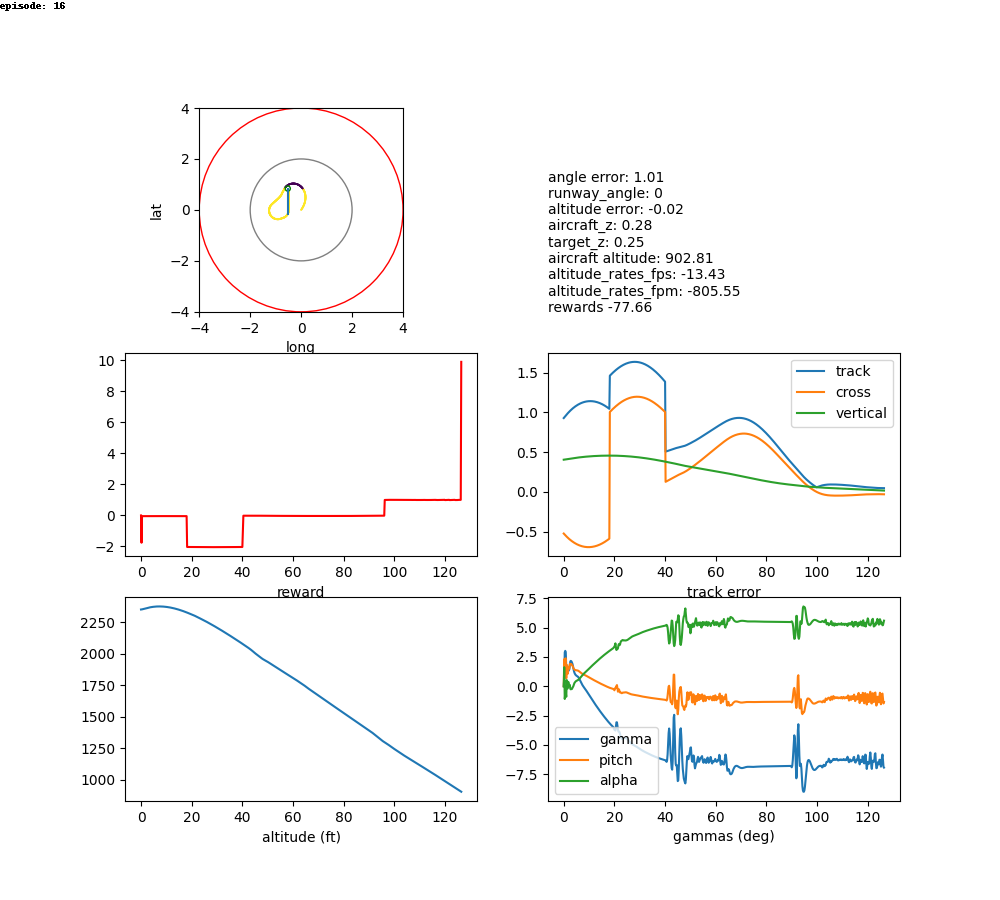 episode: 16
4
2
0
−2
−4
lat
−4 −2 0 2 4
long
angle error: 1.01
runway_angle: 0
altitude error: -0.02
aircraft_z: 0.28
target_z: 0.25
aircraft altitude: 902.81
altitude_rates_fps: -13.43
altitude_rates_fpm: -805.55
rewards -77.66
10
8
6
4
2
0
−2
0 20 40 60 80 100 120
reward
1.5
1.0
0.5
0.0
−0.5
track
cross
vertical
0 20 40 60 80 100 120
track error
2250
2000
1750
1500
1250
1000
0 20 40 60 80 100 120
altitude (ft)
7.5
5.0
2.5
0.0
−2.5
−5.0
−7.5
gamma
pitch
alpha
0 20 40 60 80 100 120
gammas (deg)